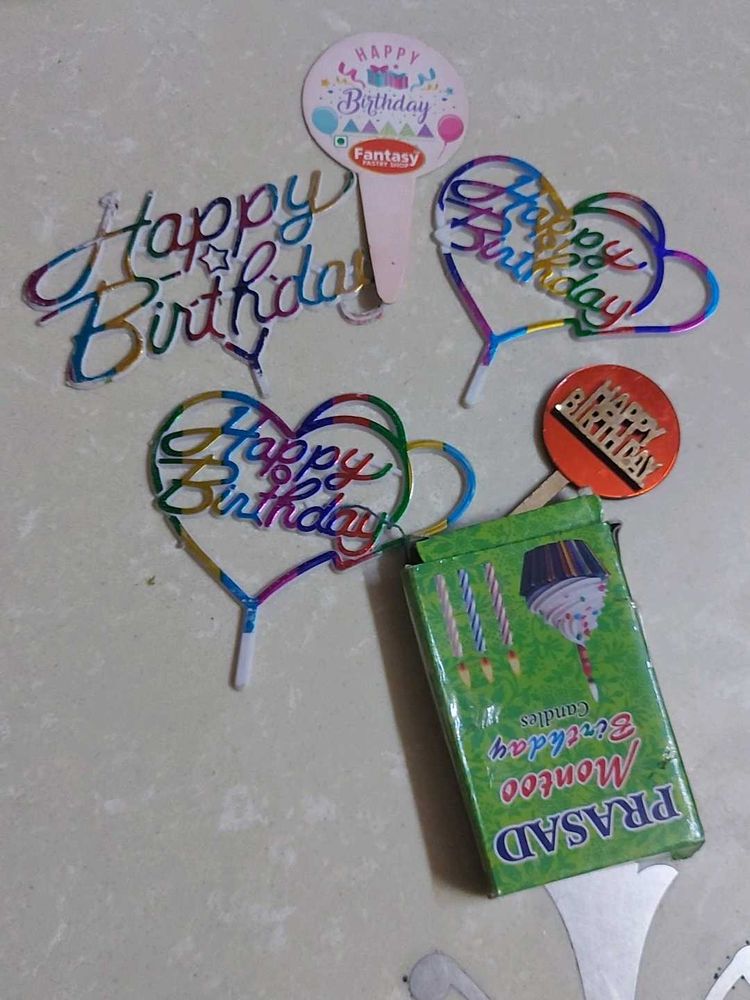 HAPPY
Birthday
Fantasy
PASTRY SHOP
Happy
Birthday
Happy
Birthday
Happy
Birthday
HAPPY
BIRTHDAY
PRASAD
Montoo
Birthday
Candles